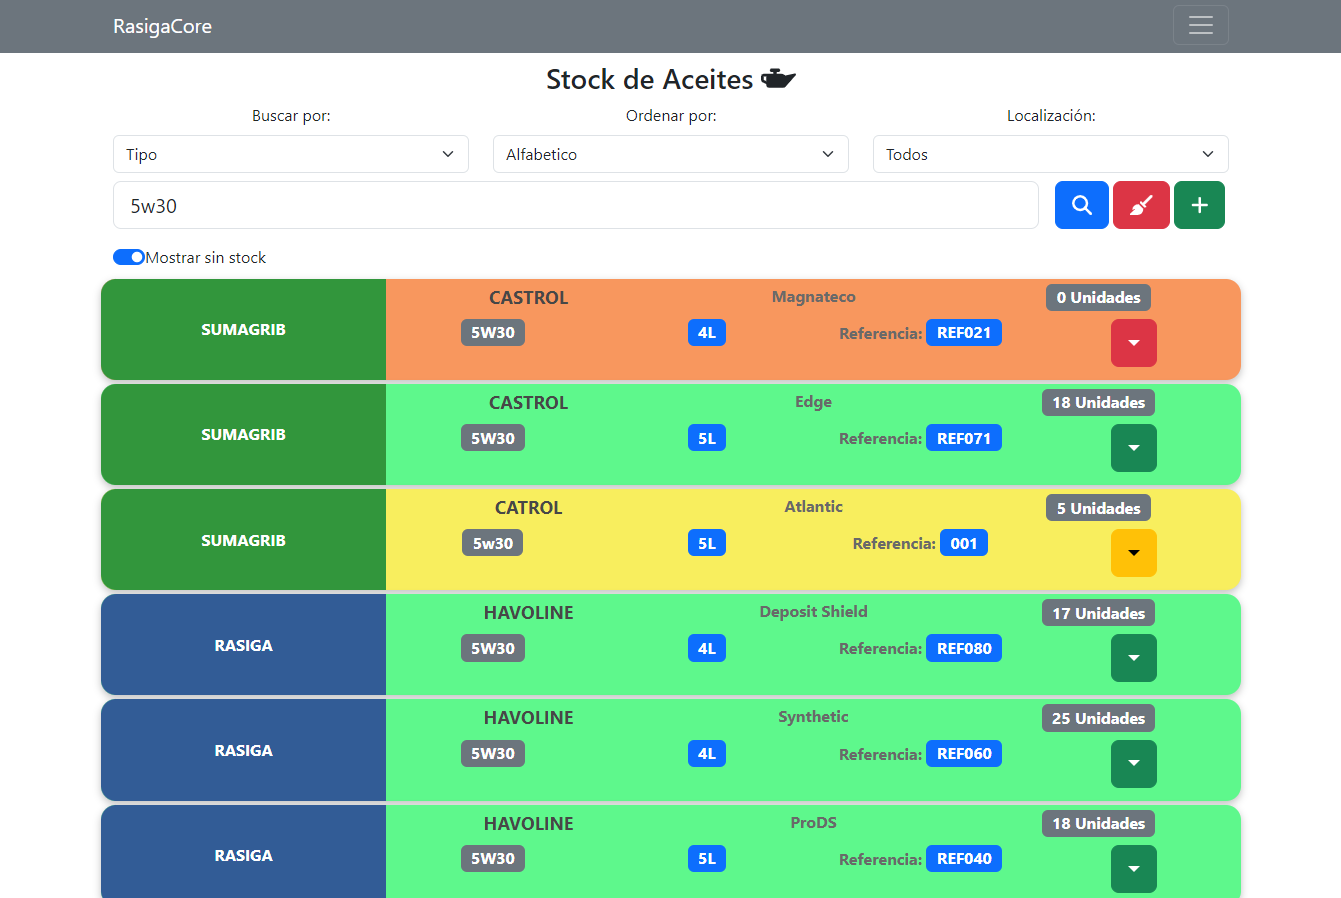 RasigaCore
Stock de Aceites
Buscar por:
Ordenar por:
Localización:
Tipo
Alfabetico
Todos
5w30
Mostrar sin stock
SUMAGRIB
CASTROL
Magnateco
0 Unidades
5W30
4L
Referencia: REF021
SUMAGRIB
CASTROL
Edge
18 Unidades
5W30
5L
Referencia: REF071
SUMAGRIB
CATROL
Atlantic
5 Unidades
5w30
5L
Referencia: 001
RASIGA
HAVOLINE
Deposit Shield
17 Unidades
5W30
4L
Referencia: REF080
RASIGA
HAVOLINE
Synthetic
25 Unidades
5W30
4L
Referencia: REF060
RASIGA
HAVOLINE
ProDS
18 Unidades
5W30
5L
Referencia: REF040